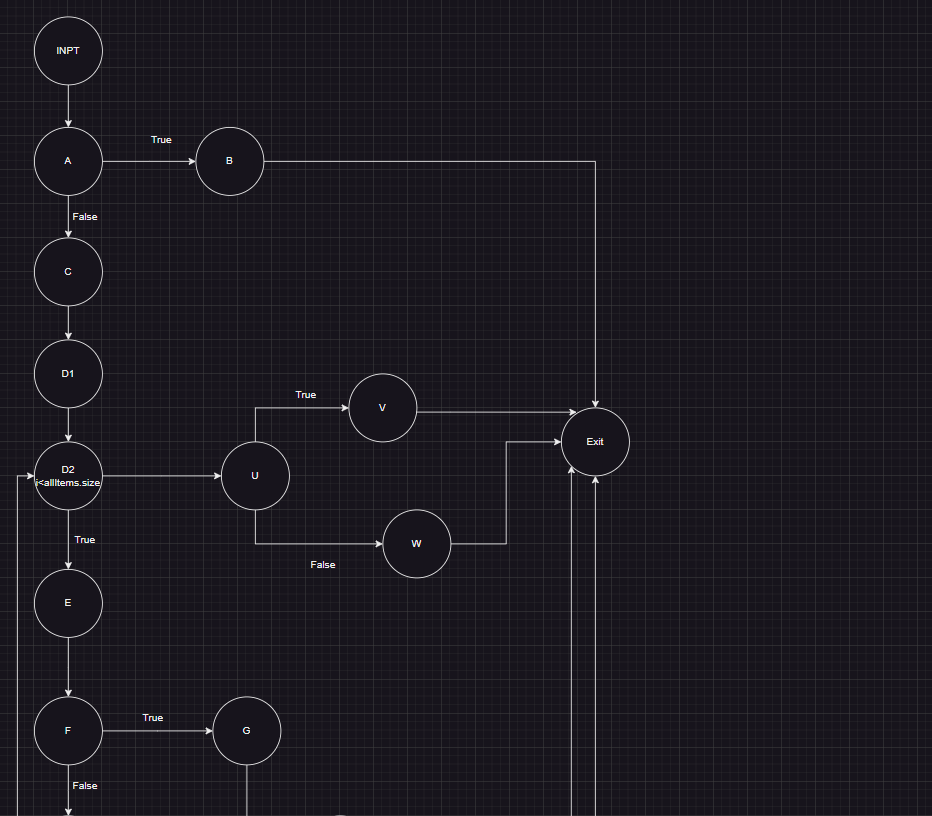 INPT
True
A
B
False
C
D1
True
V
Exit
D2
i<allItems.size
U
True
W
False
E
True
F
G
False